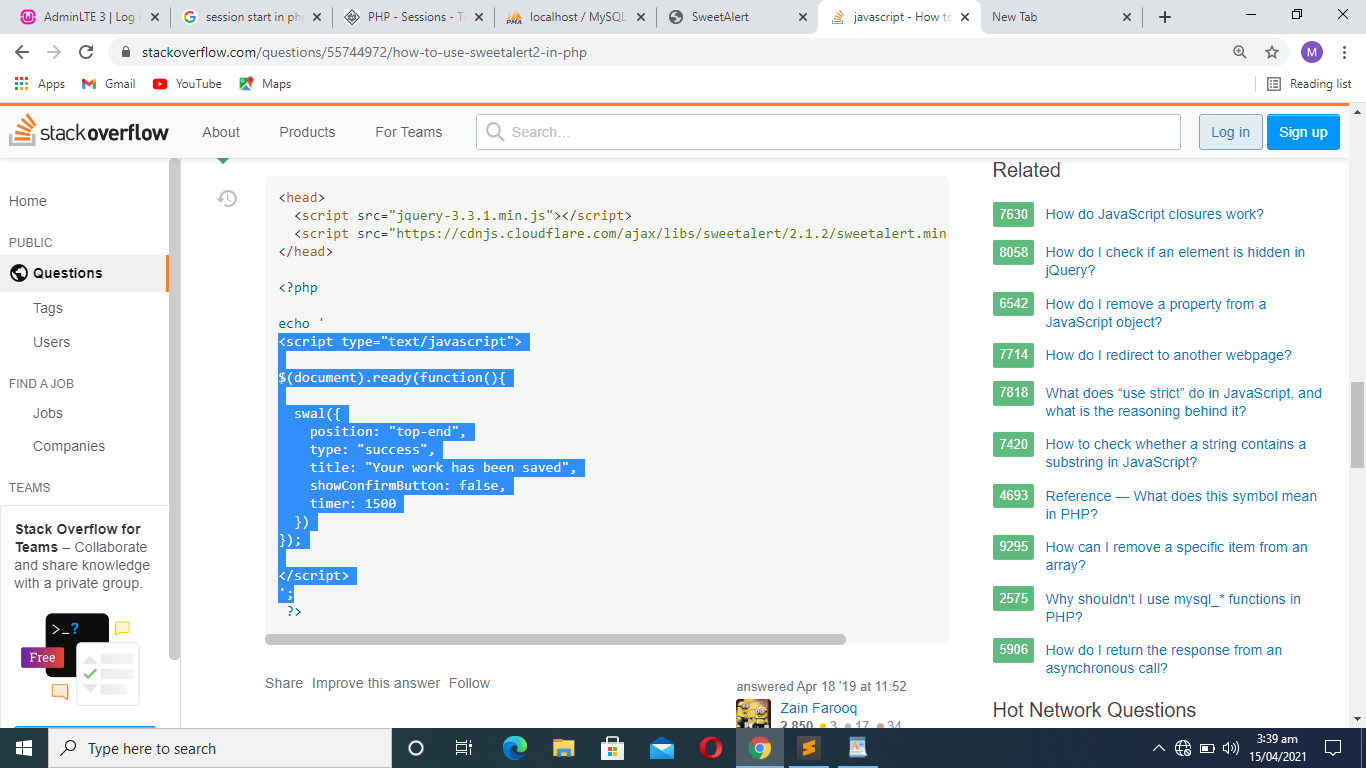 AdminLTE 3 | Log i
session start in ph
PHP - Sessions - T
localhost / MySQL
SweetAlert
javascript - How to
New Tab
stackoverflow.com/questions/55744972/how-to-use-sweetalert2-in-php
M
Apps
Gmail
YouTube
Maps
Reading list
stackoverflow
About
Products
For Teams
Search...
Log in
Sign up
Home
PUBLIC
Questions
Tags
Users
FIND A JOB
Jobs
Companies
TEAMS
Stack Overflow for
Teams – Collaborate
and share knowledge
with a private group.
>_?
Free
<head>
<script src="jquery-3.3.1.min.js"></script>
<script src="https://cdnjs.cloudflare.com/ajax/libs/sweetalert/2.1.2/sweetalert.min
</head>
<?php
echo '
<script type="text/javascript">
$(document).ready(function(){
swal({
position: "top-end",
type: "success",
title: "Your work has been saved",
showConfirmButton: false,
timer: 1500
})
});
</script>
';
?>
Share Improve this answer Follow
answered Apr 18 '19 at 11:52
Zain Farooq
2,850 3 17 34
Related
7630 How do JavaScript closures work?
8058 How do I check if an element is hidden in
jQuery?
6542 How do I remove a property from a
JavaScript object?
7714 How do I redirect to another webpage?
7818 What does “use strict” do in JavaScript, and
what is the reasoning behind it?
7420 How to check whether a string contains a
substring in JavaScript?
4693 Reference — What does this symbol mean
in PHP?
9295 How can I remove a specific item from an
array?
2575 Why shouldn't I use mysql_* functions in
PHP?
5906 How do I return the response from an
asynchronous call?
Hot Network Questions
Type here to search
3:39 am
15/04/2021